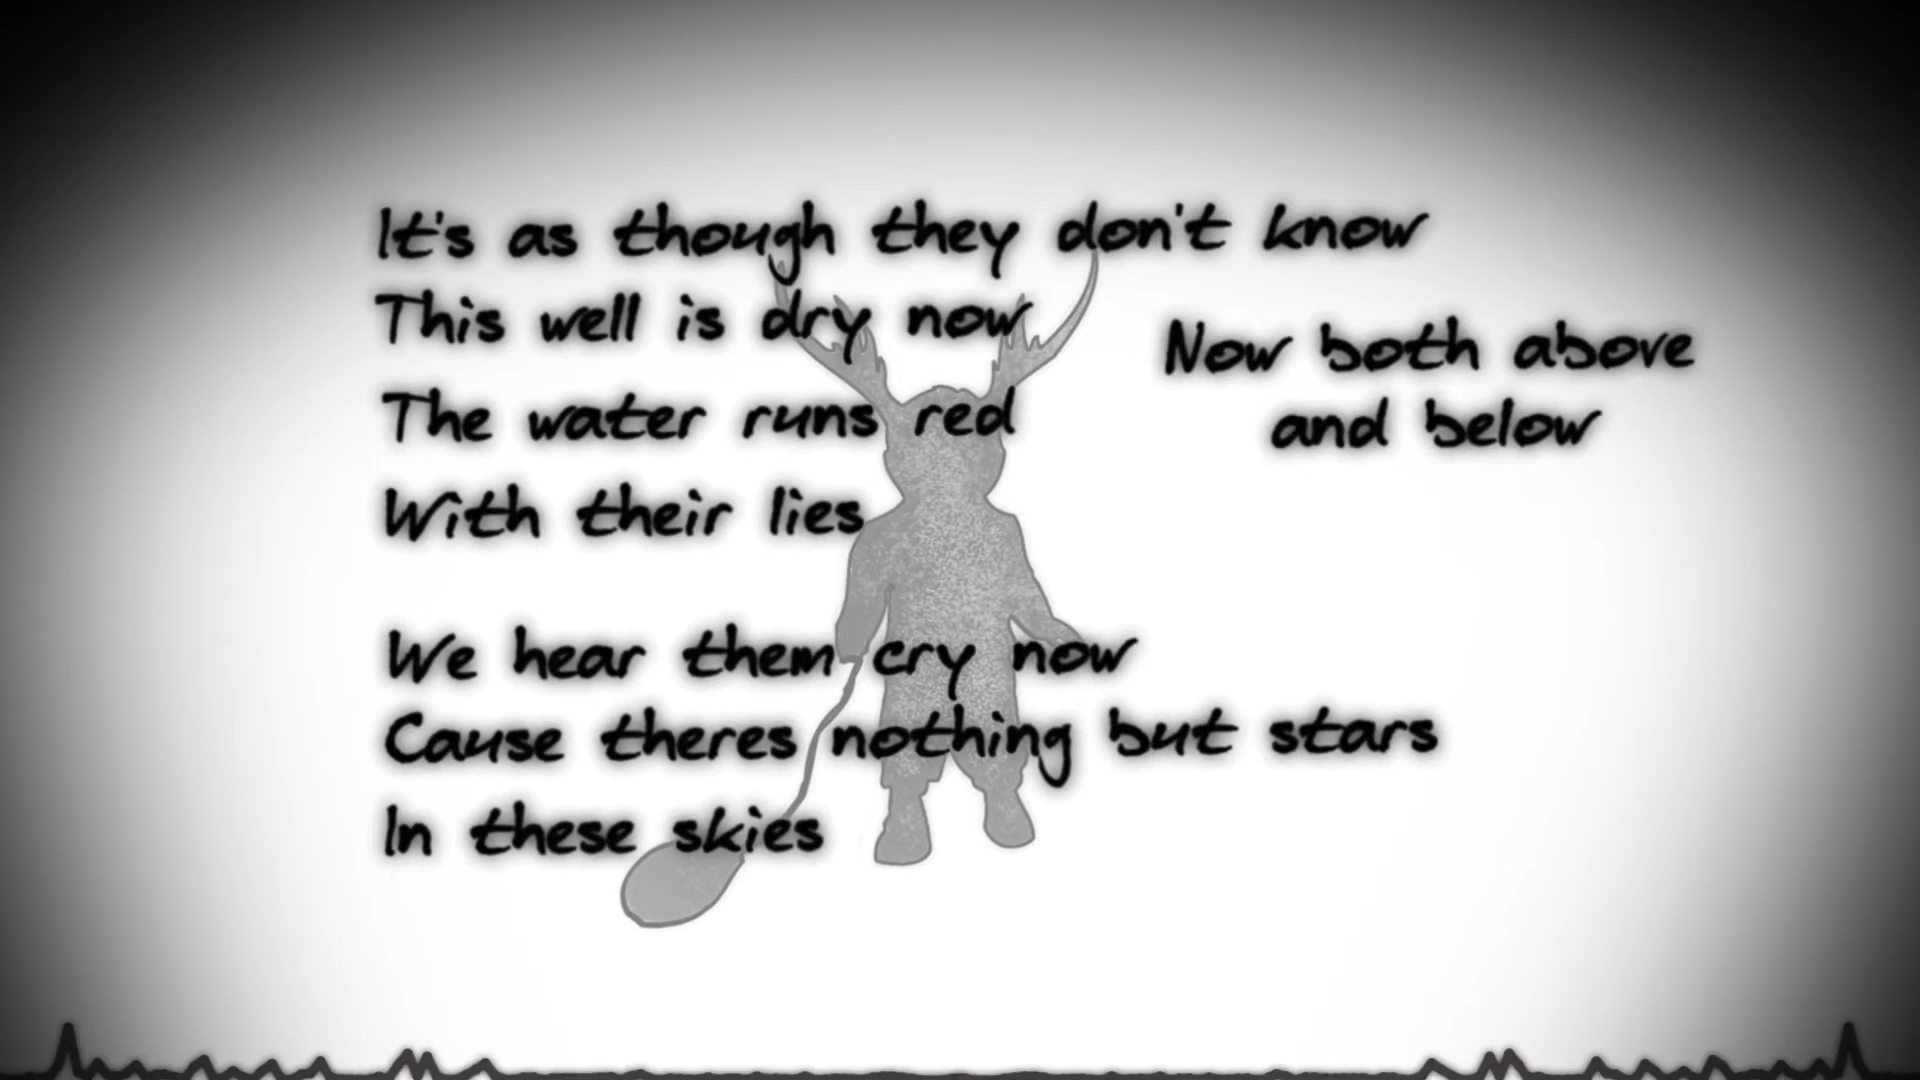 It's as though they don't know
This well is dry now
The water runs red
With their lies
Now both above
and below
We hear them cry now
Cause theres nothing but stars
In these skies